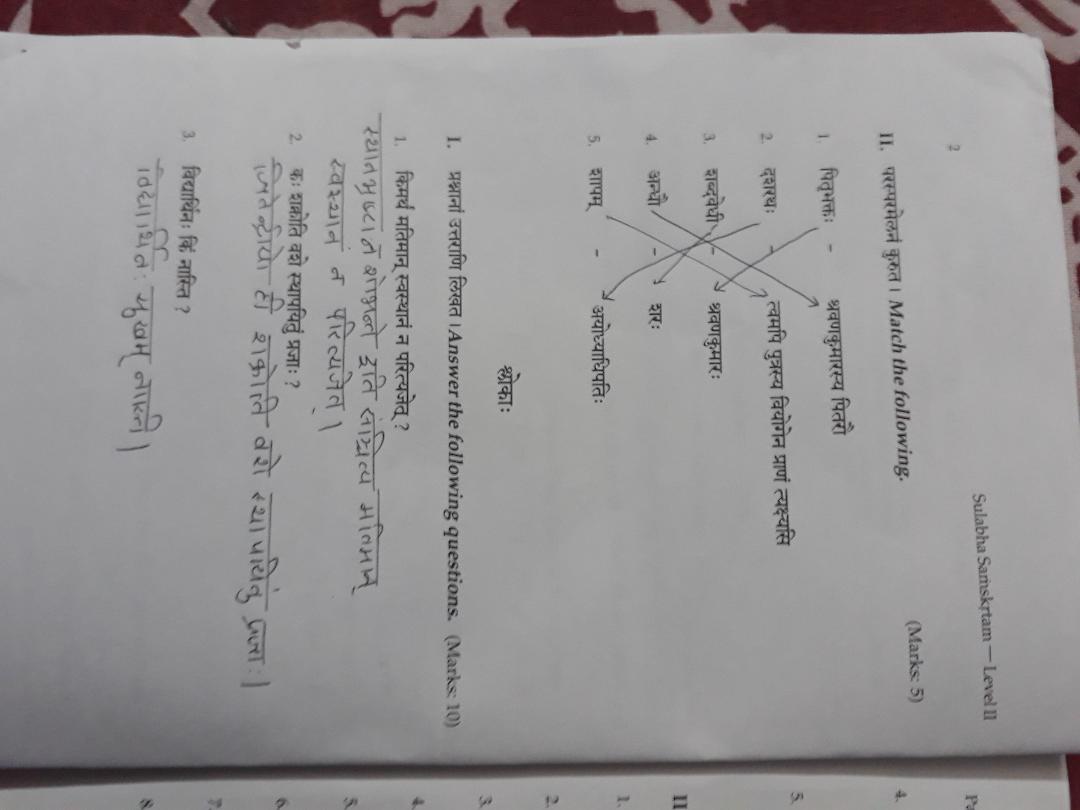 Sulabha Saṁskṛtam — Level II
2
II. परस्परमेलनं कुरुत । Match the following. (Marks: 5)
1. पितृभक्तः - श्रवणकुमारस्य पितरौ
2. दशरथः - त्वमपि पुत्रस्य वियोगेन प्राणं त्यक्ष्यसि
3. शब्दवेधी - श्रवणकुमारः
4. अन्धौ - शरः
5. शापम् - अयोध्याधिपतिः
श्लोकाः
I. प्रश्नानां उत्तराणि लिखत । Answer the following questions. (Marks: 10)
1. किमर्थं मतिमान् स्वस्थानं न परित्यजेत् ?
स्थानभ्रष्टा न शोभन्ते इति संचित्य मतिमान्
स्वस्थानं न परित्यजेत् ।
2. कः शक्नोति वशे स्थापयितुं प्रजाः ?
जितेन्द्रीयो ही शक्नोति वशे स्थापयितुं प्रजाः |
3. विद्यार्थिनः किं नास्ति ?
विद्यार्थिनः सुखम् नास्ती |
Pa
4.
5.
II
1.
2.
3.
4.
5.
6.
7.
8.